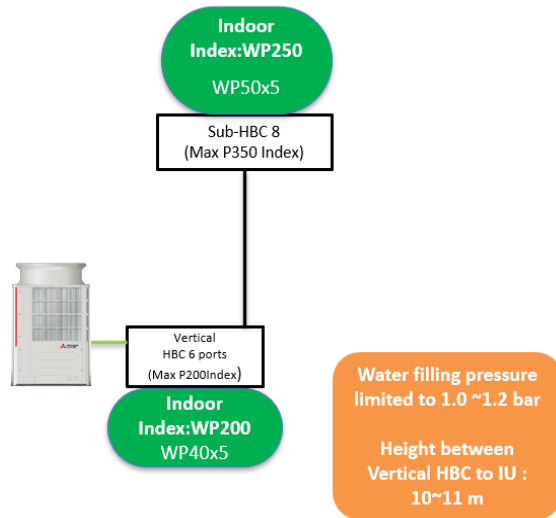 Indoor
Index:WP250
WP50x5
Sub-HBC 8
(Max P350 Index)
Vertical
HBC 6 ports
(Max P200Index)
Indoor
Index:WP200
WP40x5
Water filling pressure
limited to 1.0 ~1.2 bar
Height between
Vertical HBC to IU :
10~11 m